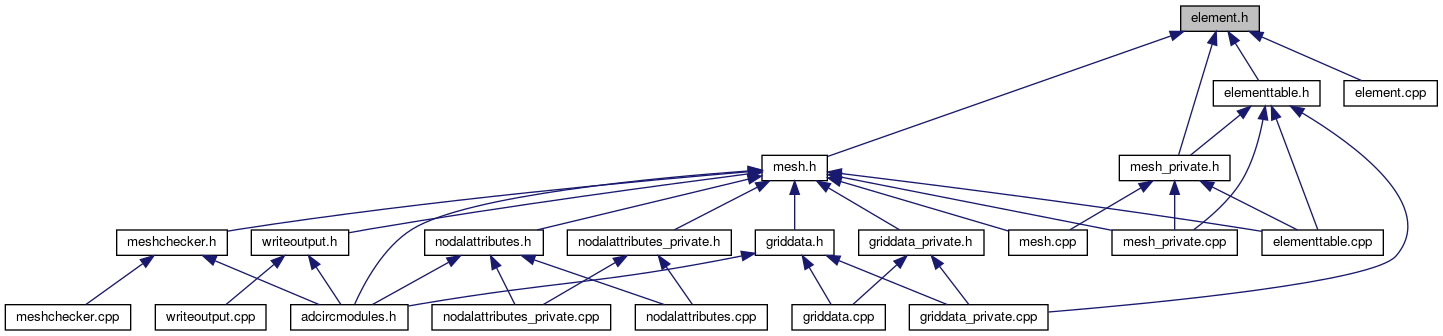 element.h
elementtable.h
element.cpp
mesh.h
mesh_private.h
meshchecker.h
writeoutput.h
nodalattributes.h
nodalattributes_private.h
griddata.h
griddata_private.h
mesh.cpp
mesh_private.cpp
elementtable.cpp
meshchecker.cpp
writeoutput.cpp
adcircmodules.h
nodalattributes_private.cpp
nodalattributes.cpp
griddata.cpp
griddata_private.cpp